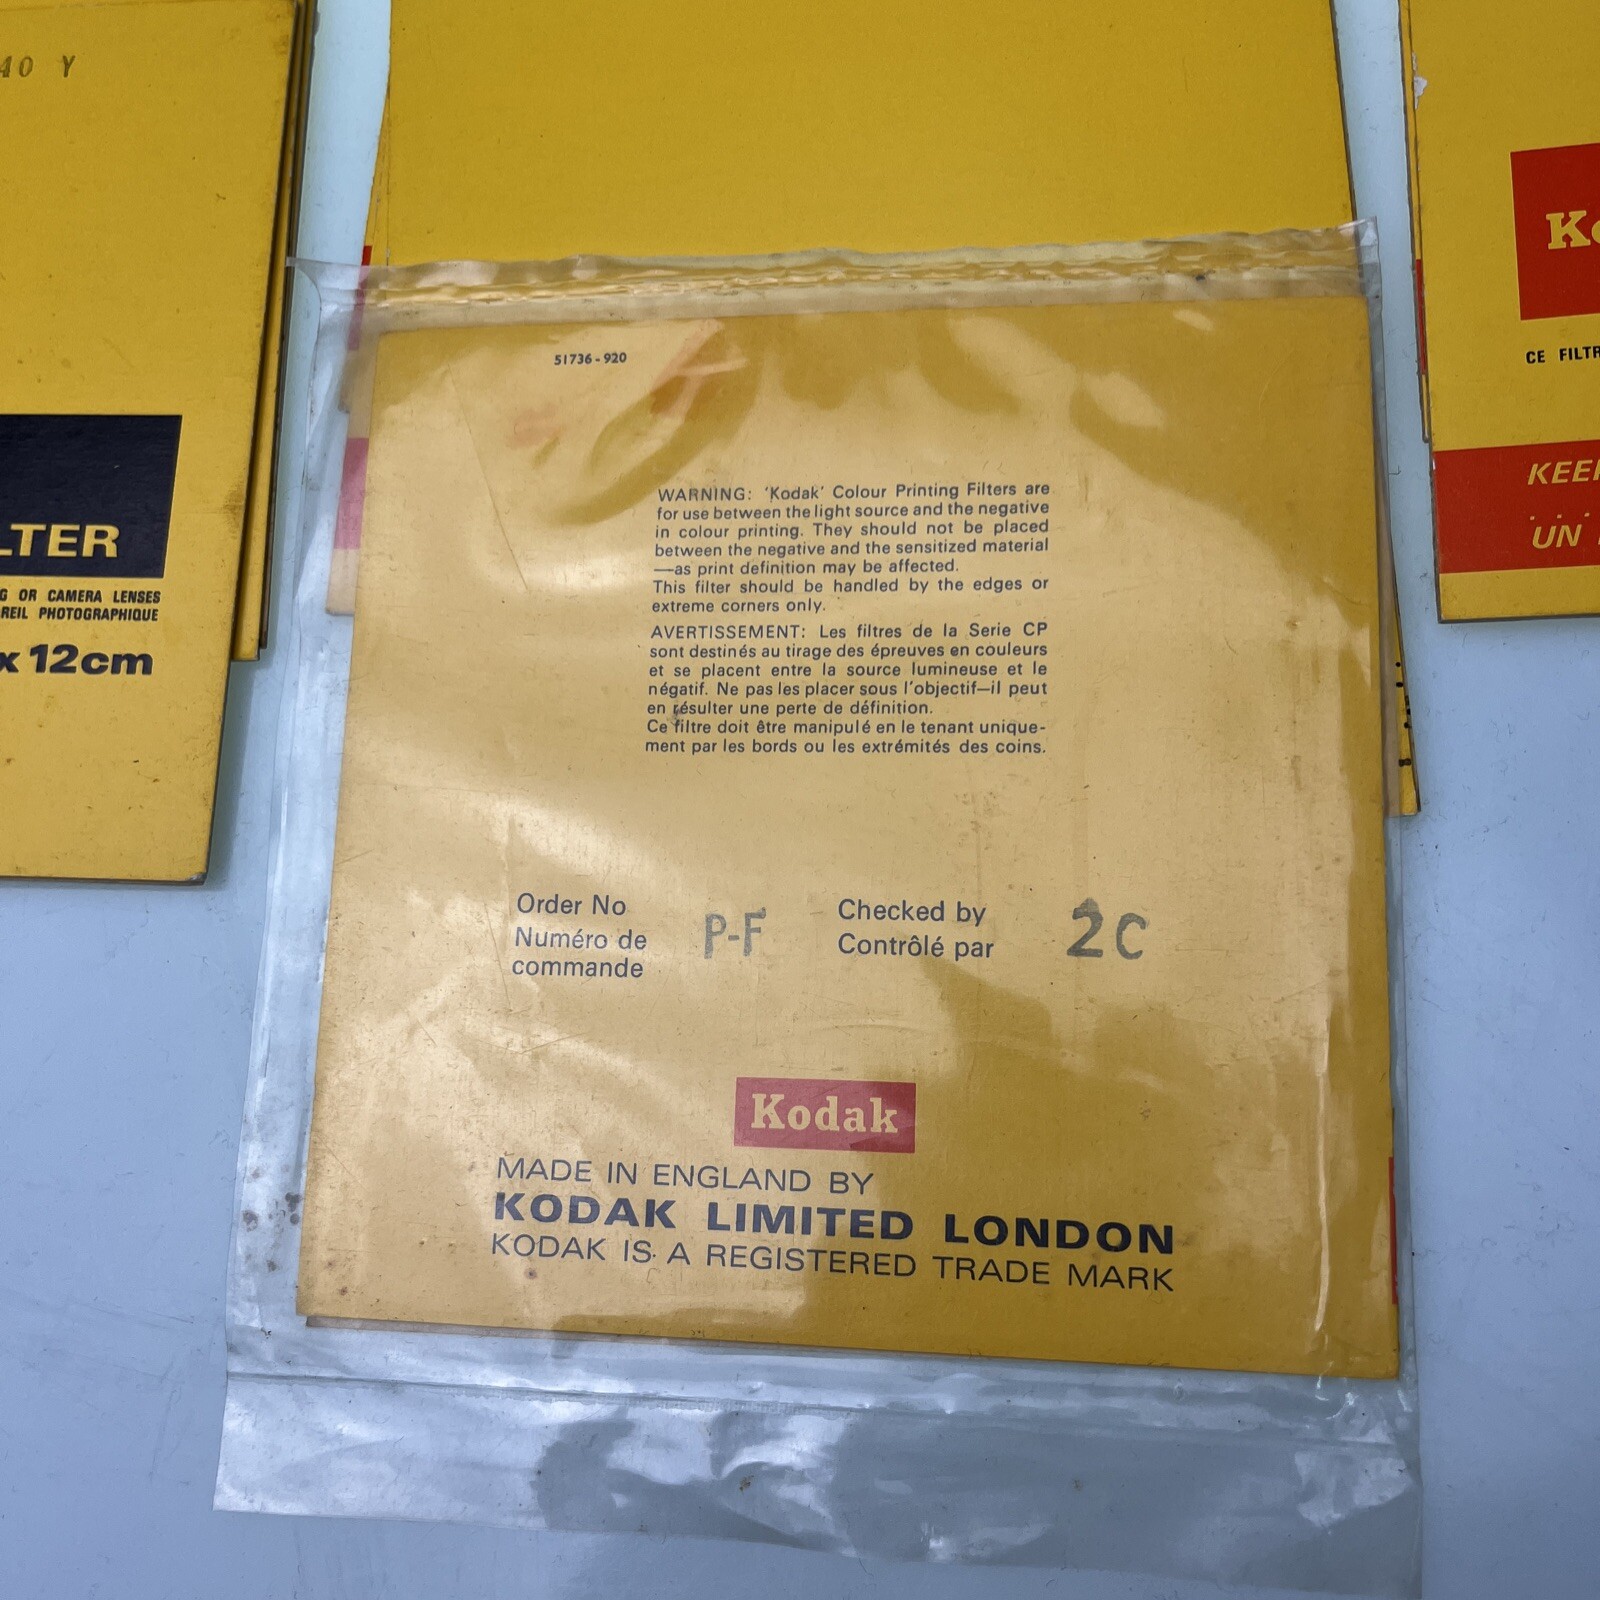 40 Y
LTER
G OR CAMERA LENSES
REIL PHOTOGRAPHIQUE
x 12cm
51736-920
WARNING: 'Kodak' Colour Printing Filters are
for use between the light source and the negative
in colour printing. They should not be placed
between the negative and the sensitized material
—as print definition may be affected.
This filter should be handled by the edges or
extreme corners only.
AVERTISSEMENT: Les filtres de la Serie CP
sont destinés au tirage des épreuves en couleurs
et se placent entre la source lumineuse et le
négatif. Ne pas les placer sous l'objectif—il peut
en résulter une perte de définition.
Ce filtre doit être manipulé en le tenant unique-
ment par les bords ou les extrémités des coins.
Order No
Numéro de
commande
P-F
Checked by
Contrôlé par
2C
Kodak
MADE IN ENGLAND BY
KODAK LIMITED LONDON
KODAK IS A REGISTERED TRADE MARK
Ko
CE FILTR
KEE
UN